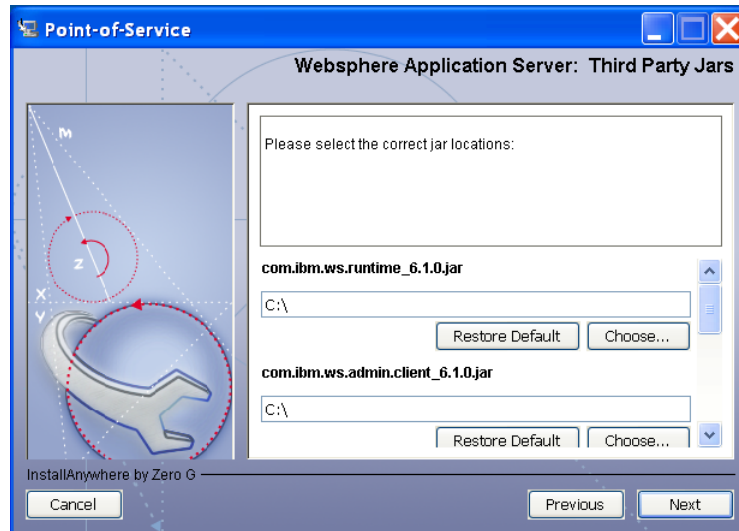 Point-of-Service
Websphere Application Server: Third Party Jars
M
Z
X
Y
Please select the correct jar locations:
com.ibm.ws.runtime_6.1.0.jar
C:\
Restore Default Choose...
com.ibm.ws.admin.client_6.1.0.jar
C:\
Restore Default Choose...
InstallAnywhere by Zero G
Cancel Previous Next